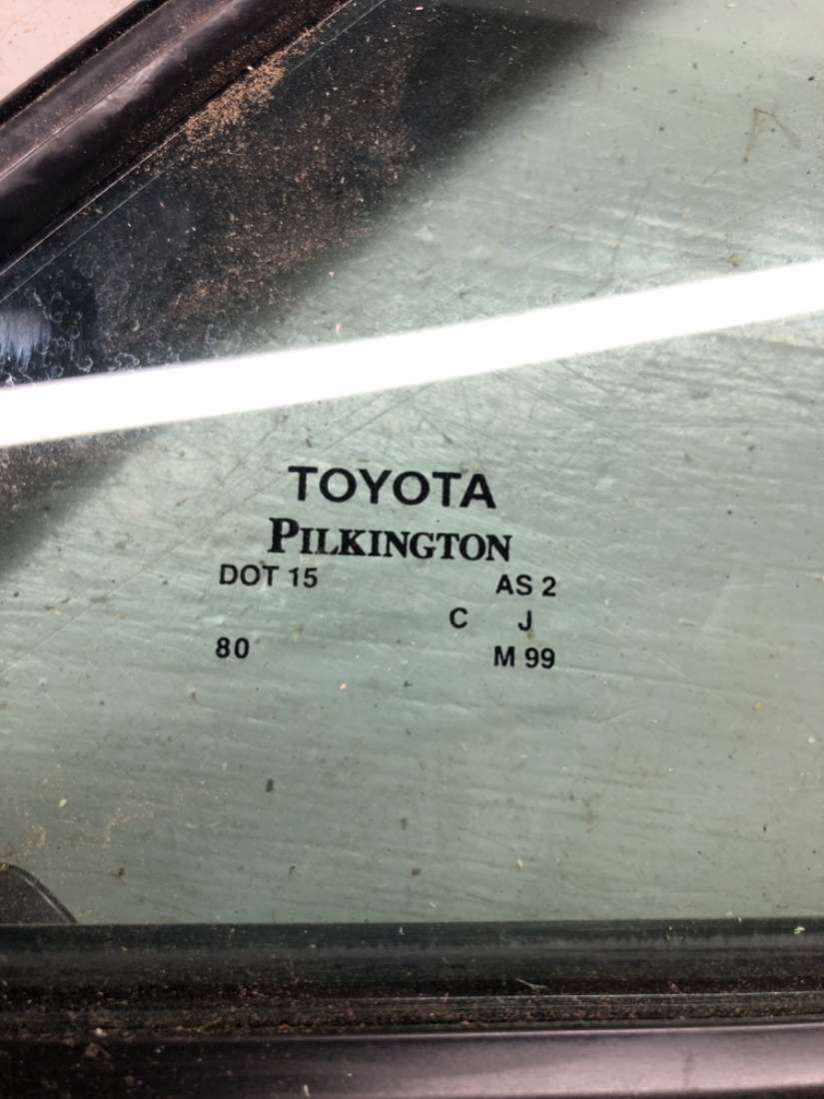 TOYOTA
PILKINGTON
DOT 15 AS 2
C J
80 M 99